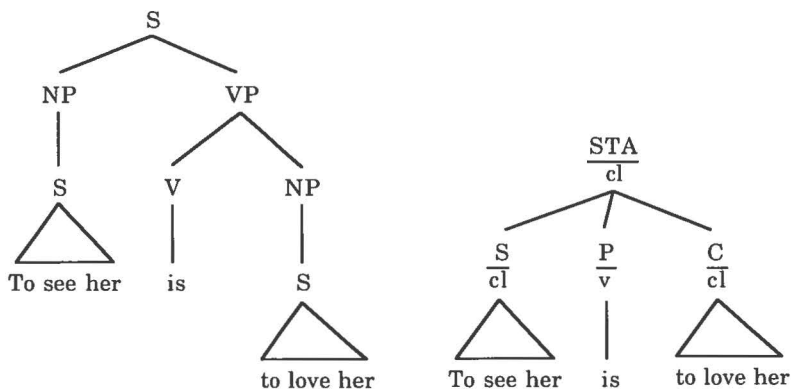 S
NP VP
S V NP
To see her is S
to love her
STA
cl
S P C
cl v cl
To see her is to love her